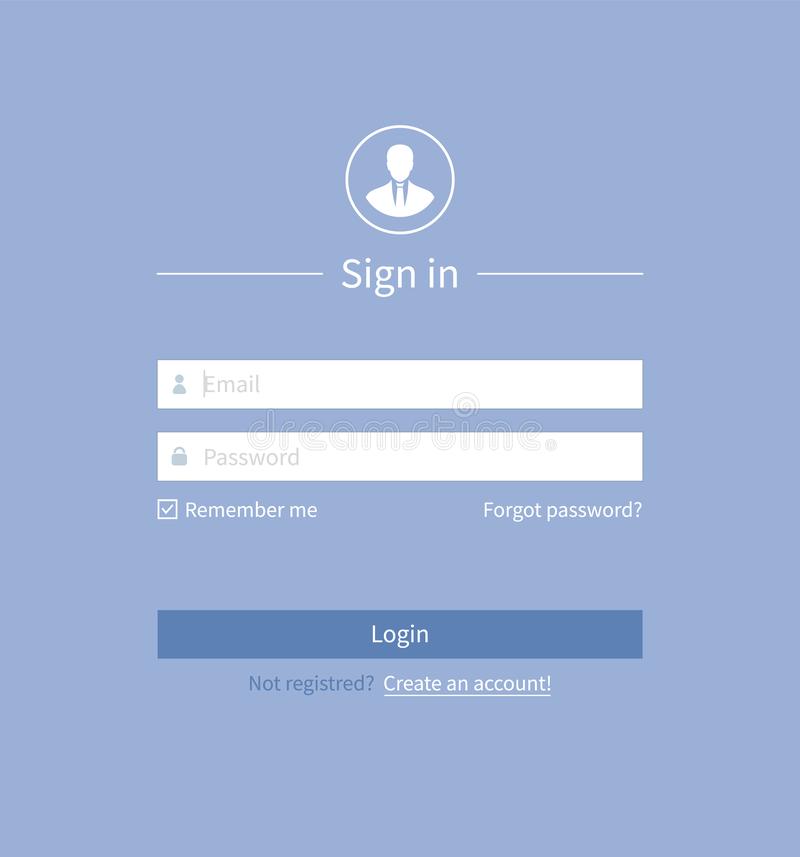 Sign in
Email
dreamstime.
Password
Remember me Forgot password?
Login
Not registred? Create an account!